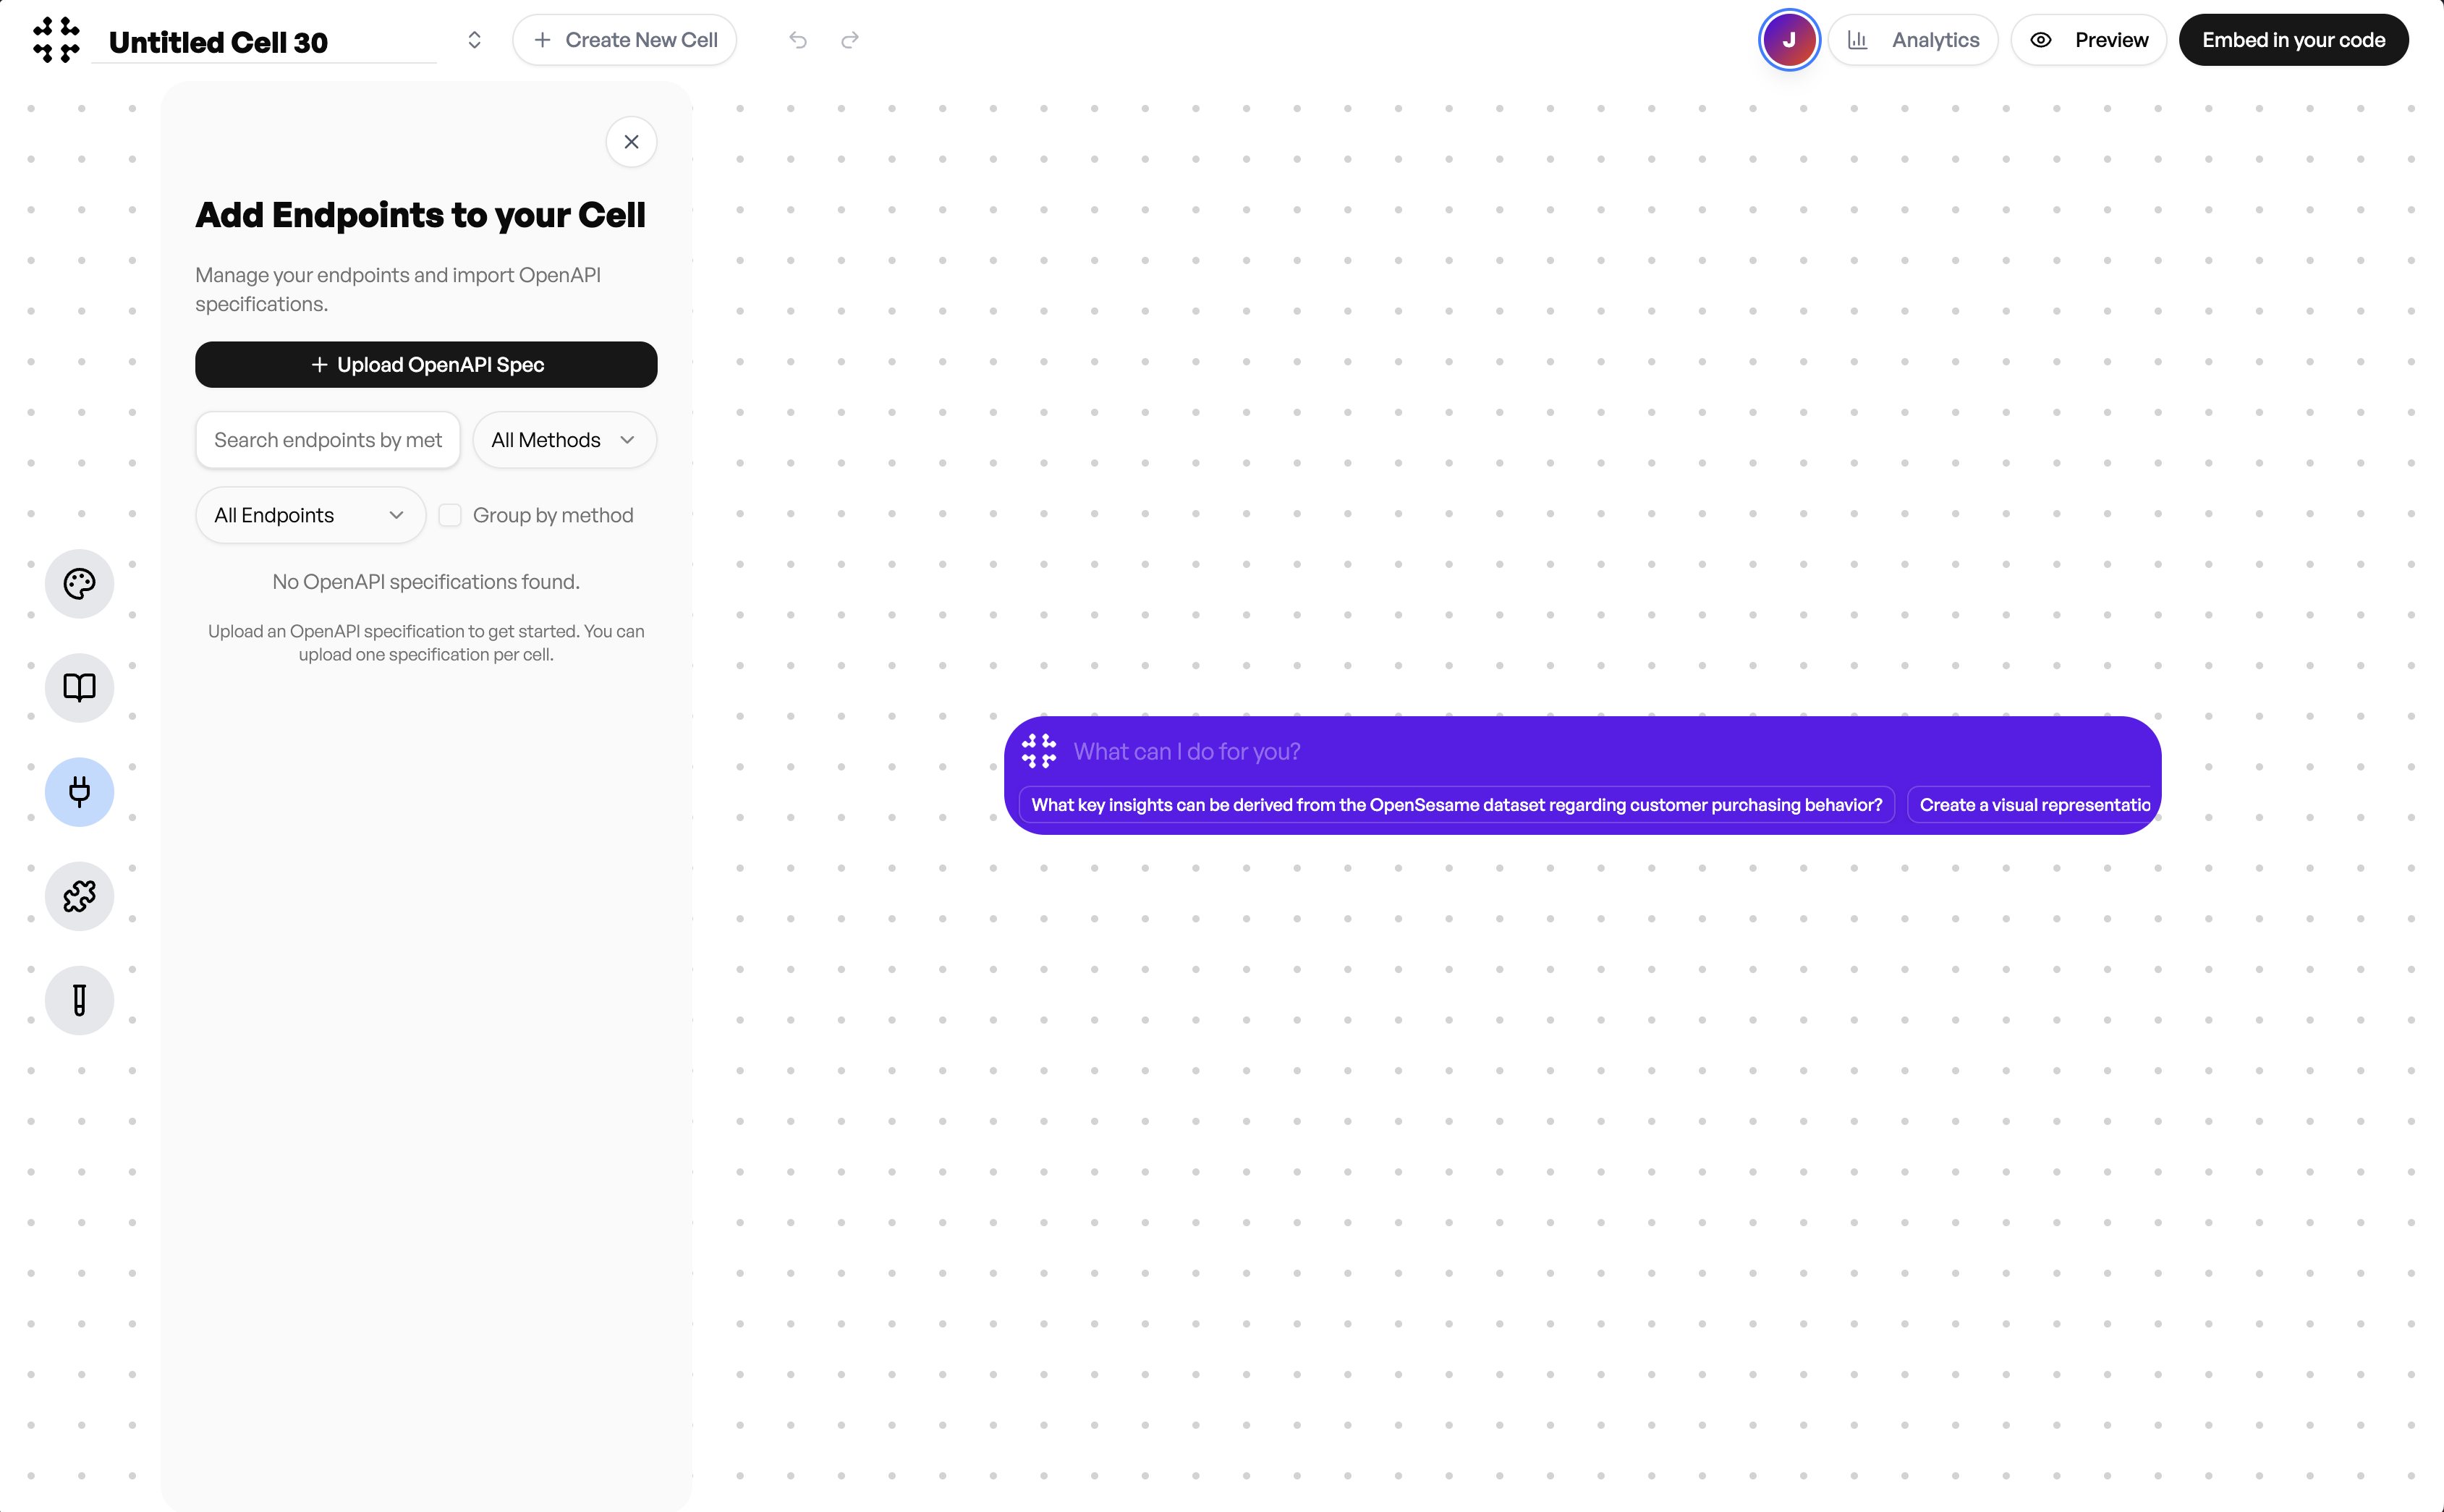 Untitled Cell 30
Create New Cell
J
Analytics
Preview
Embed in your code
Add Endpoints to your Cell
Manage your endpoints and import OpenAPI
specifications.
Upload OpenAPI Spec
Search endpoints by met
All Methods
All Endpoints
Group by method
No OpenAPI specifications found.
Upload an OpenAPI specification to get started. You can
upload one specification per cell.
What can I do for you?
What key insights can be derived from the OpenSesame dataset regarding customer purchasing behavior?
Create a visual representatio